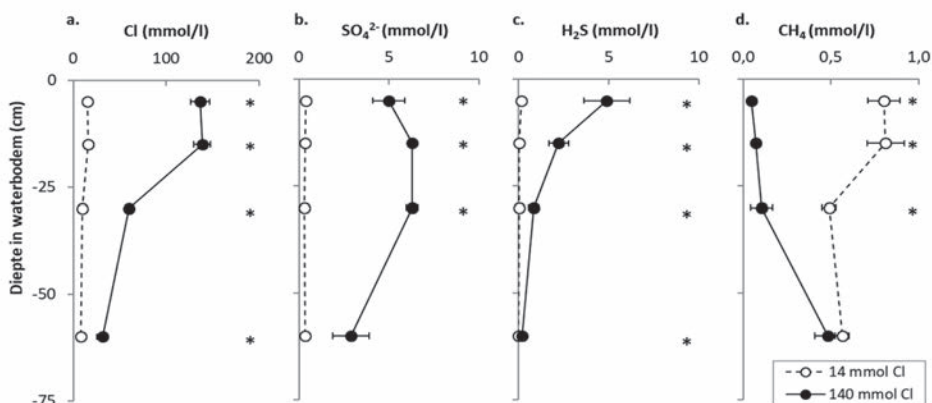 a. Cl (mmol/l) b. SO₄²⁻ (mmol/l) c. H₂S (mmol/l) d. CH₄ (mmol/l)
0 100 200 0 5 10 0 5 10 0,0 0,5 1,0
Diepte in waterbodem (cm)
0
-25
-50
-75
* * *
* * *
* * * *
* *
14 mmol Cl
140 mmol Cl